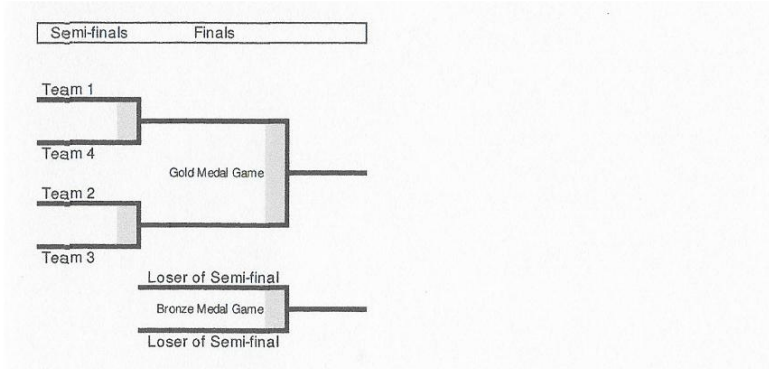 Semi-finals Finals
Team 1
Team 4
Gold Medal Game
Team 2
Team 3
Loser of Semi-final
Bronze Medal Game
Loser of Semi-final